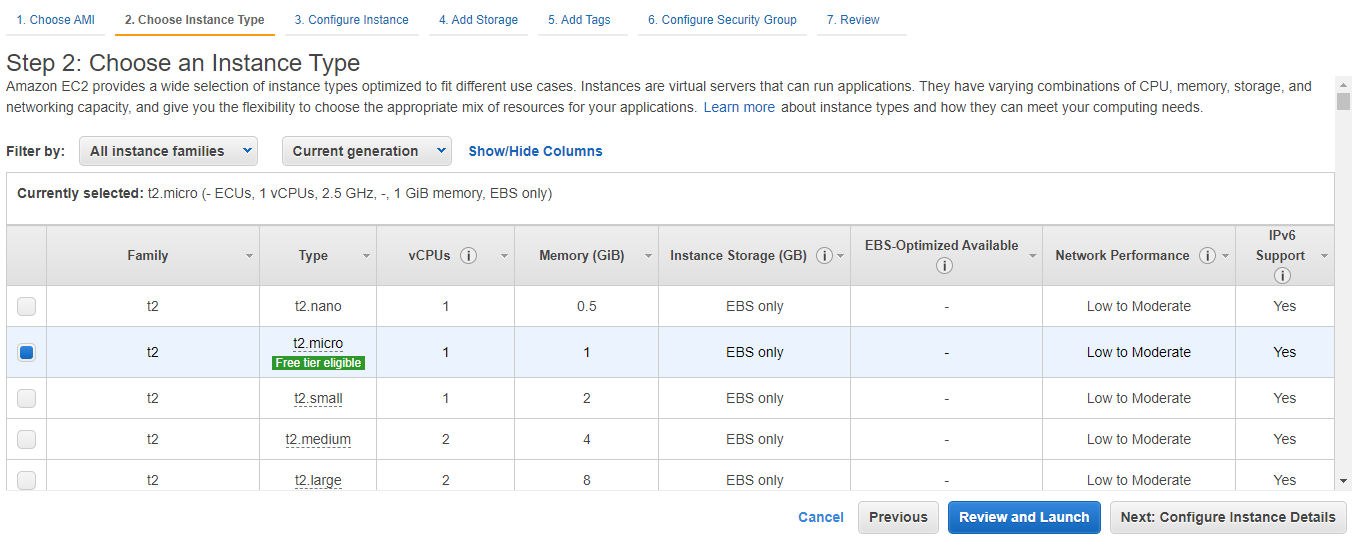 1. Choose AMI 2. Choose Instance Type 3. Configure Instance 4. Add Storage 5. Add Tags 6. Configure Security Group 7. Review
Step 2: Choose an Instance Type
Amazon EC2 provides a wide selection of instance types optimized to fit different use cases. Instances are virtual servers that can run applications. They have varying combinations of CPU, memory, storage, and
networking capacity, and give you the flexibility to choose the appropriate mix of resources for your applications. Learn more about instance types and how they can meet your computing needs.
Filter by: All instance families Current generation Show/Hide Columns
Currently selected: t2.micro (- ECUs, 1 vCPUs, 2.5 GHz, -, 1 GiB memory, EBS only)
Family Type vCPUs i Memory (GiB) Instance Storage (GB) i EBS-Optimized Available i Network Performance i IPv6 Support i
t2 t2.nano 1 0.5 EBS only - Low to Moderate Yes
t2 t2.micro Free tier eligible 1 1 EBS only - Low to Moderate Yes
t2 t2.small 1 2 EBS only - Low to Moderate Yes
t2 t2.medium 2 4 EBS only - Low to Moderate Yes
t2 t2.large 2 8 EBS only - Low to Moderate Yes
Cancel Previous Review and Launch Next: Configure Instance Details